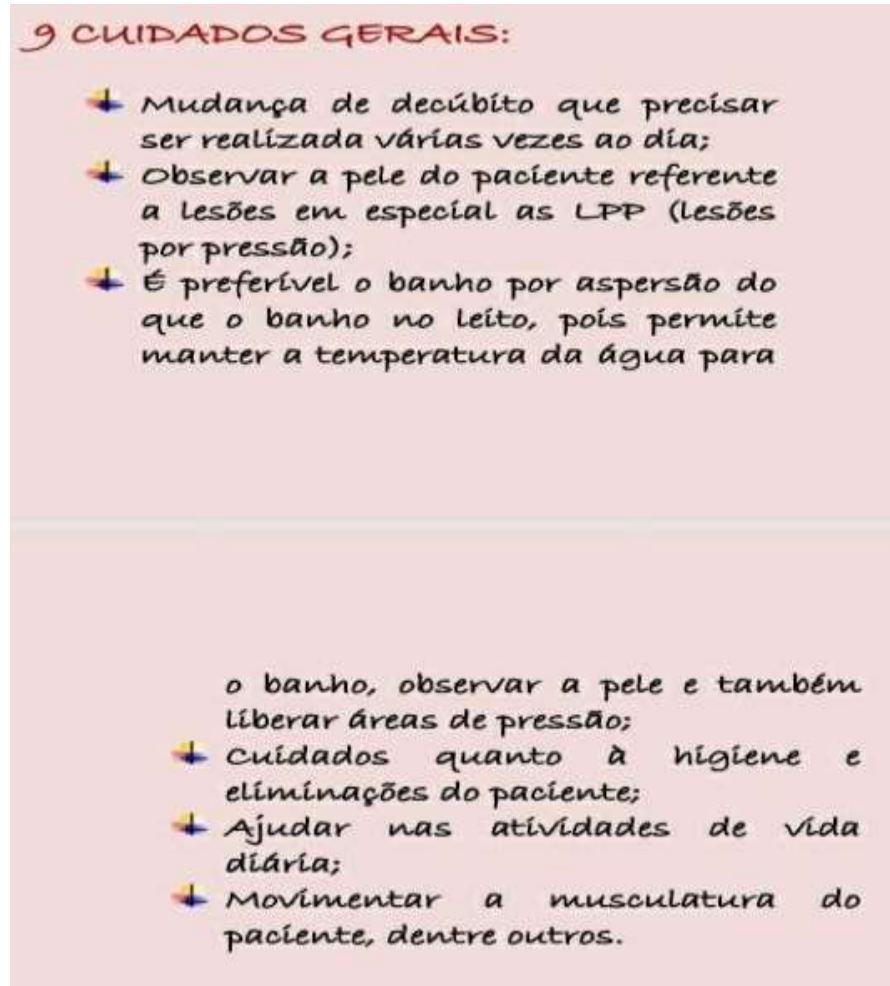 9 CUIDADOS GERAIS:
Mudança de decúbito que precisar
ser realizada várias vezes ao dia;
Observar a pele do paciente referente
a lesões em especial as LPP (lesões
por pressão);
É preferível o banho por aspersão do
que o banho no leito, pois permite
manter a temperatura da água para
o banho, observar a pele e também
liberar áreas de pressão;
Cuidados quanto à higiene e
eliminações do paciente;
Ajudar nas atividades de vida
diária;
Movimentar a musculatura do
paciente, dentre outros.